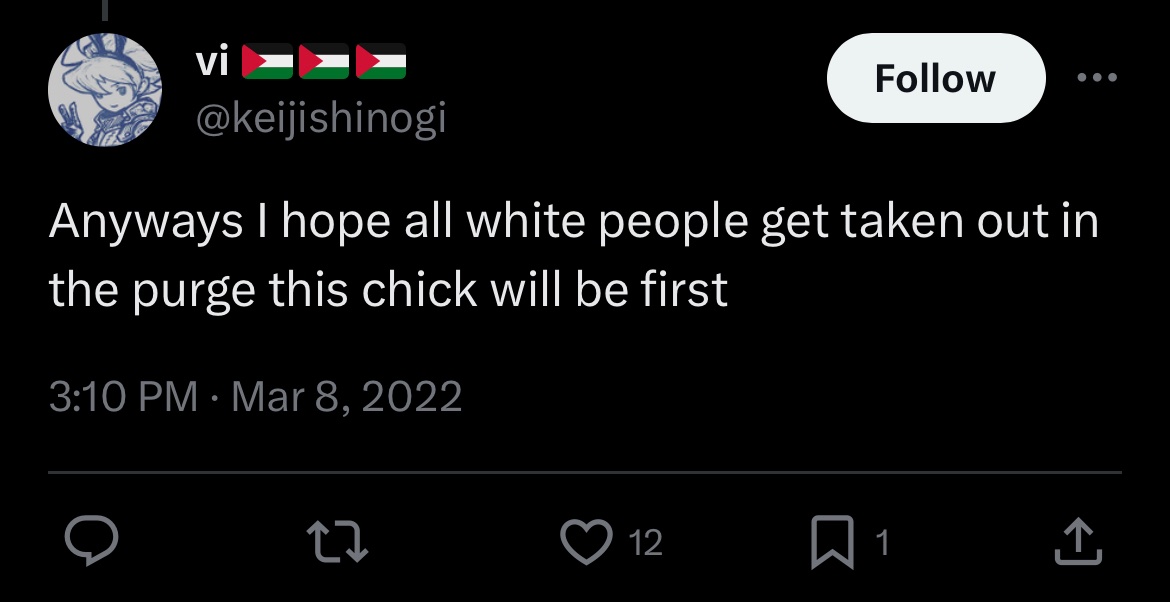 vi 🇵🇸🇵🇸🇵🇸
Follow
@keijishinogi
Anyways I hope all white people get taken out in
the purge this chick will be first
3:10 PM · Mar 8, 2022
12
1